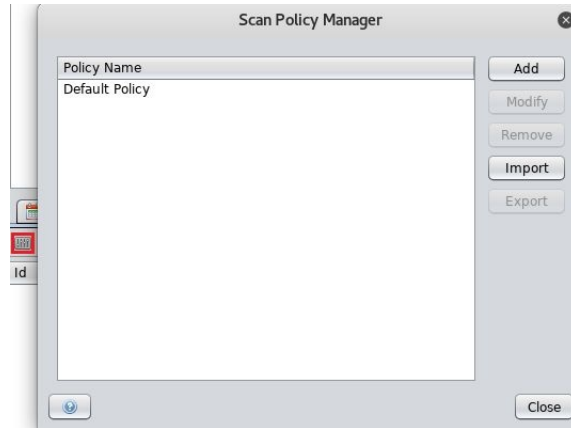 Scan Policy Manager
Policy Name
Default Policy
Add
Modify
Remove
Import
Export
Id
Close